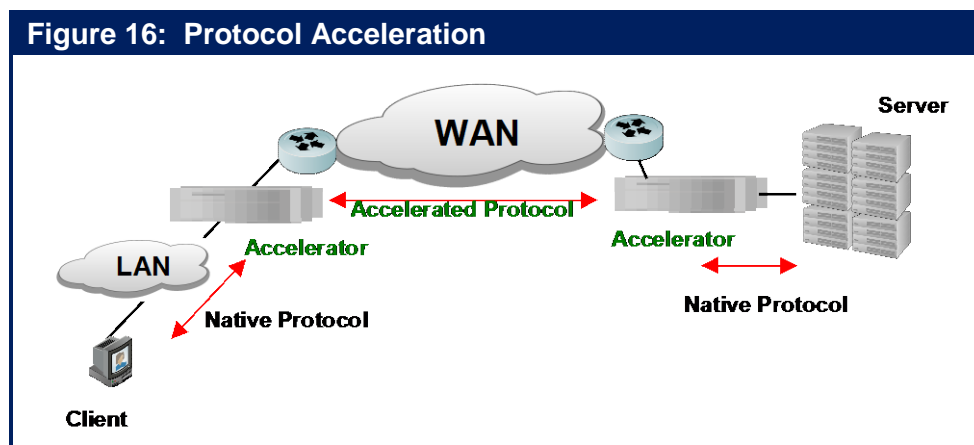 Figure 16:  Protocol Acceleration
Server
WAN
Accelerated Protocol
Accelerator
Accelerator
LAN
Native Protocol
Native Protocol
Client